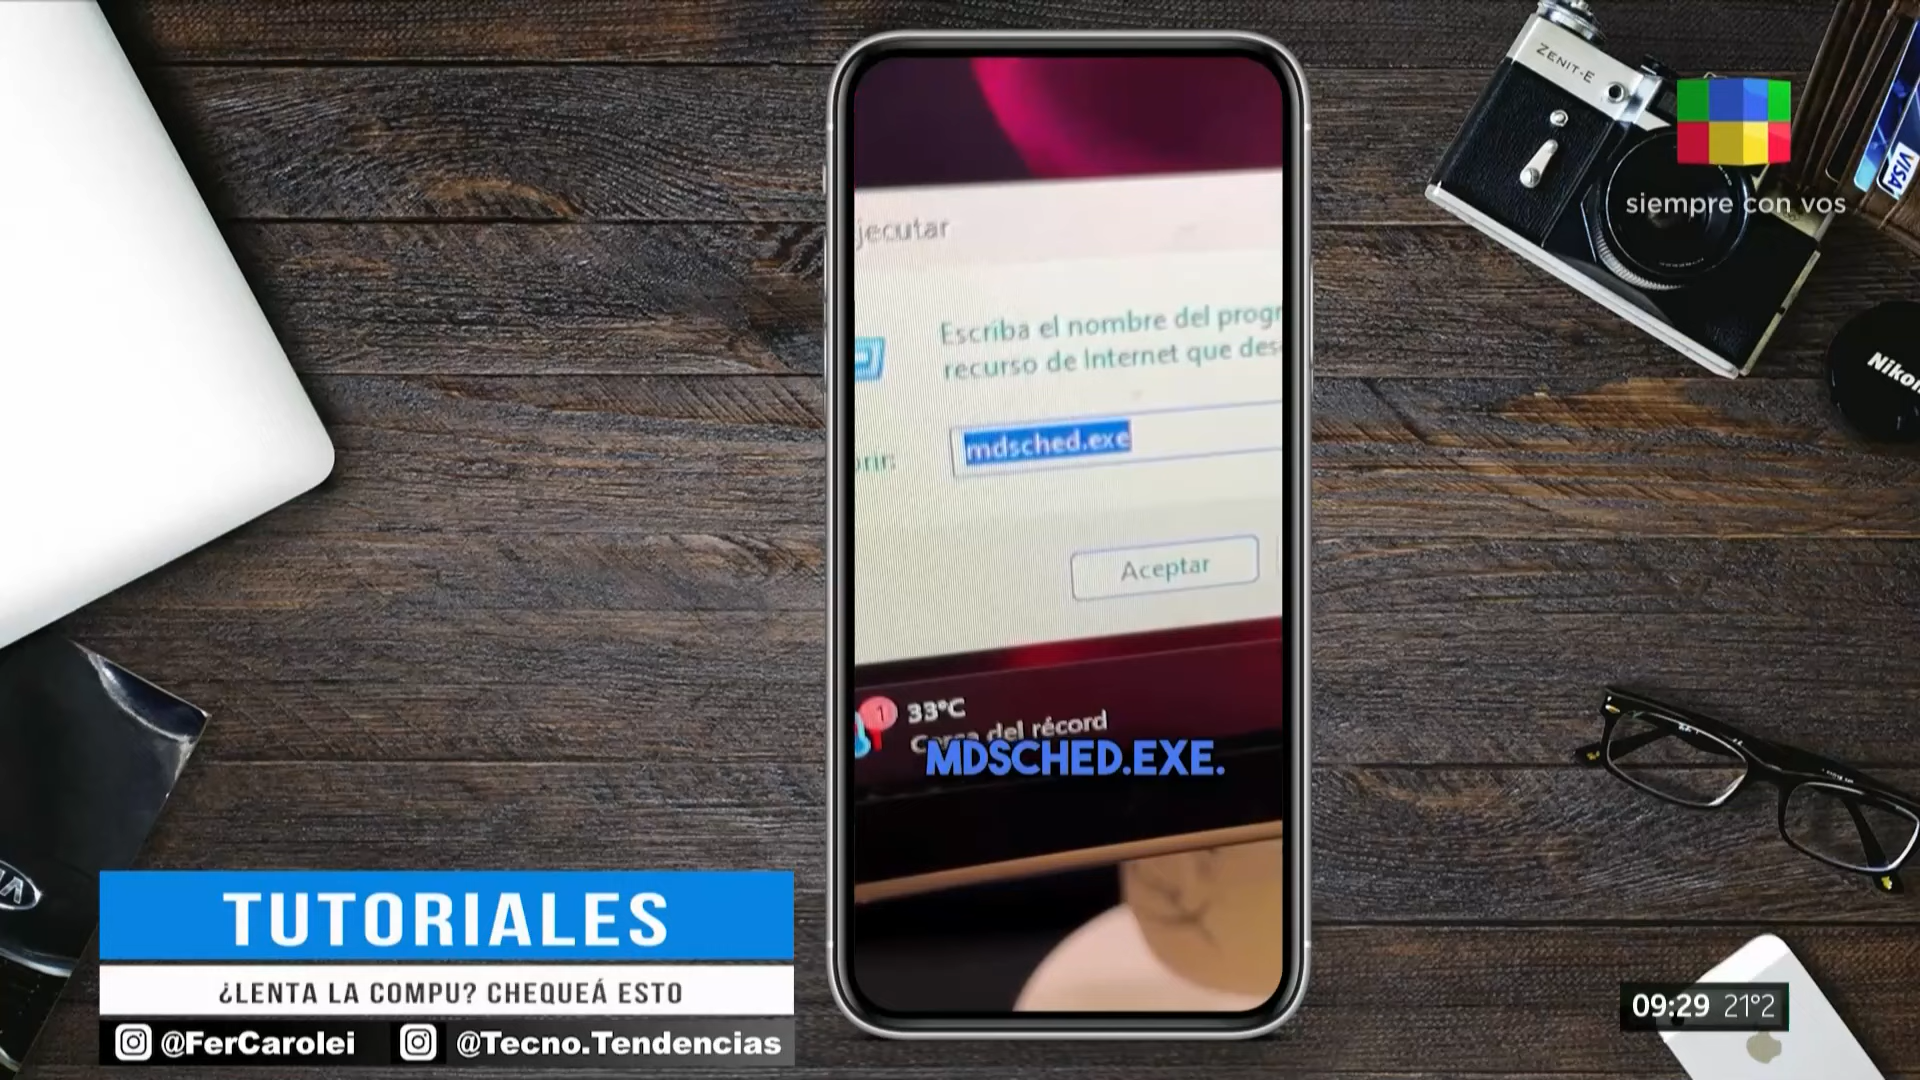 ZENIT-E
VISA
siempre con vos
Nikon
jecutar
Escriba el nombre del progr
recurso de Internet que des
rir:
mdsched.exe
Aceptar
1
33°C
Cerca del récord
MDSCHED.EXE.
TUTORIALES
¿LENTA LA COMPU? CHEQUEÁ ESTO
@FerCarolei @Tecno.Tendencias
09:29 21°2